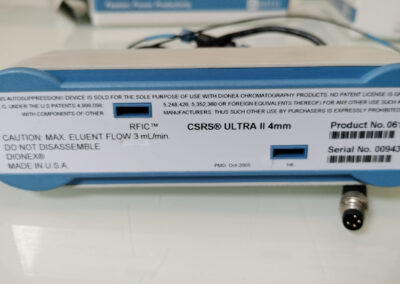 AUTOSUPPRESSION® DEVICE IS SOLD FOR THE SOLE PURPOSE OF USE WITH DIONEX CHROMATOGRAPHY PRODUCTS. NO PATENT LICENSE IS
UNDER THE US PATENTS 4,999,098, 5,248,426, 5,352,360 OR FOREIGN EQUIVALENTS THEREOF) FOR ANY OTHER USE SUCH
WITH COMPONENTS OF OTHER MANUFACTURERS. THUS SUCH OTHER USE BY PURCHASERS IS EXPRESSLY PROHIBITED
RFIC™
CSRS® ULTRA II 4mm
Product No. 061
CAUTION: MAX. ELUENT FLOW 3 mL/min.
DO NOT DISASSEMBLE
DIONEX®
MADE IN U.S.A.
PMD: Oct-2005
Serial No. 00943